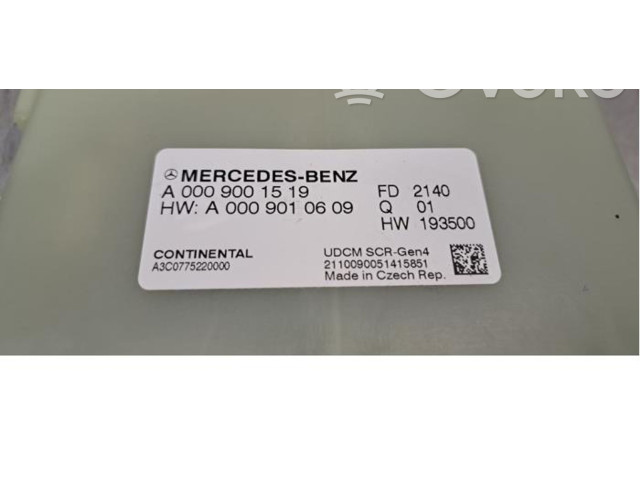 MERCEDES-BENZ
A 000 900 15 19 FD 2140
HW: A 000 901 06 09 Q 01
HW 193500
CONTINENTAL UDCM SCR-Gen4
A3C0775220000 2110090051415851
Made in Czech Rep.